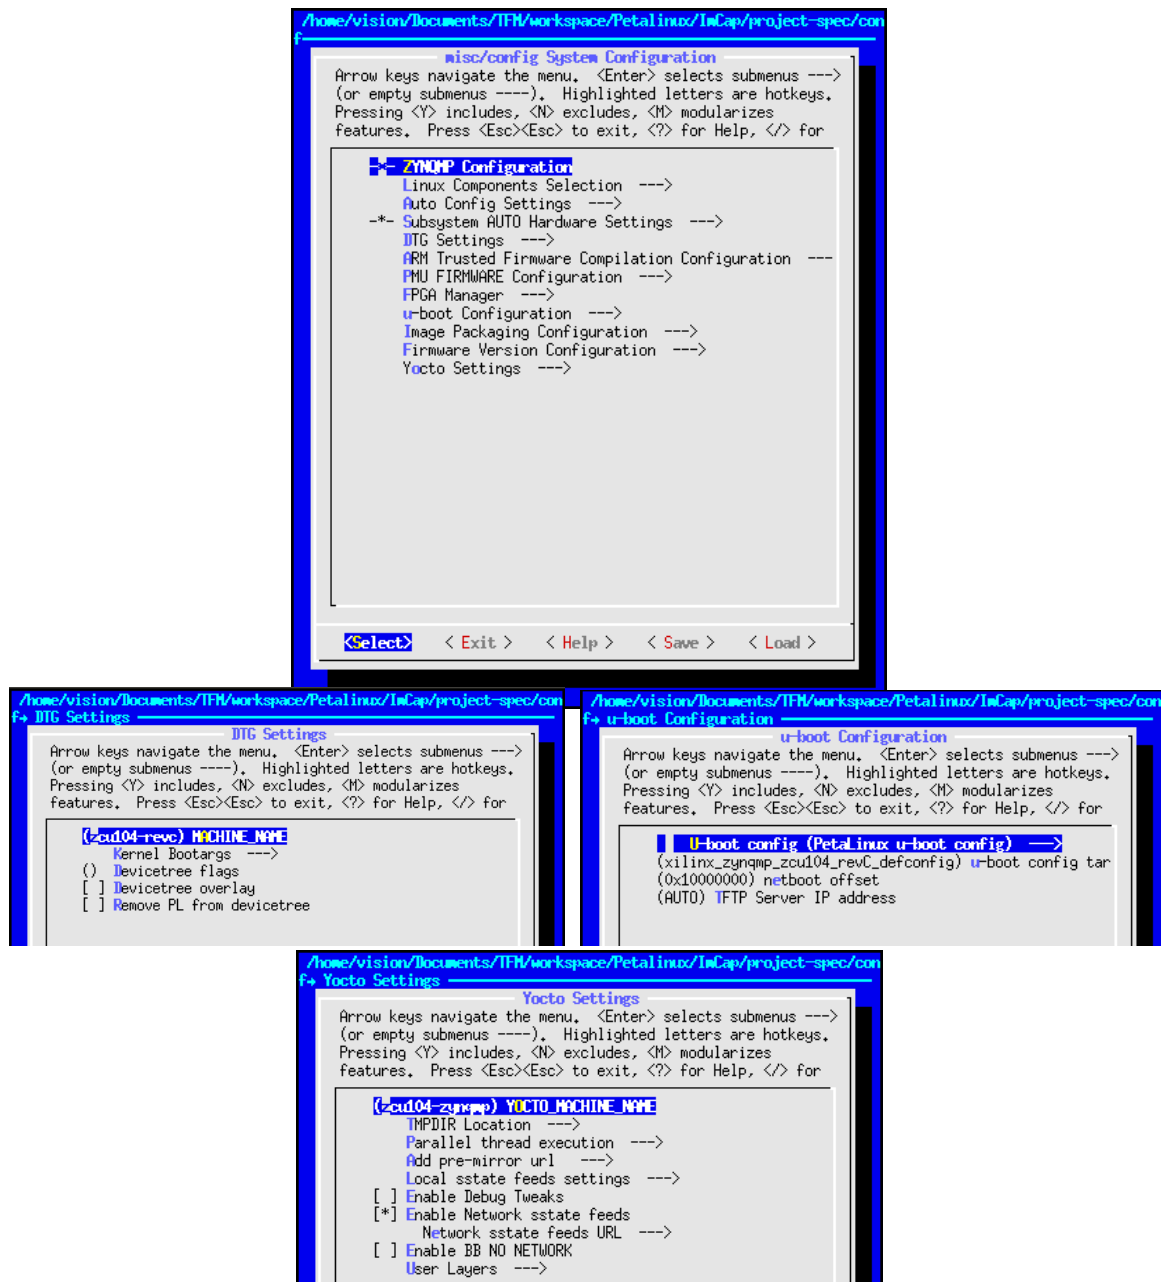 /home/vision/Documents/TFM/workspace/Petalinux/ImCap/project-spec/con
f
misc/config System Configuration
Arrow keys navigate the menu.  <Enter> selects submenus --->
(or empty submenus ----).  Highlighted letters are hotkeys.
Pressing <Y> includes, <N> excludes, <M> modularizes
features.  Press <Esc><Esc> to exit, <?> for Help, </> for
-*- ZYNQMP Configuration
Linux Components Selection  --->
Auto Config Settings  --->
-*- Subsystem AUTO Hardware Settings  --->
DTG Settings  --->
ARM Trusted Firmware Compilation Configuration  ---
PMU FIRMWARE Configuration  --->
FPGA Manager  --->
u-boot Configuration  --->
Image Packaging Configuration  --->
Firmware Version Configuration  --->
Yocto Settings  --->
<Select>    < Exit >    < Help >    < Save >    < Load >
/home/vision/Documents/TFM/workspace/Petalinux/ImCap/project-spec/con
f→ DTG Settings
DTG Settings
Arrow keys navigate the menu.  <Enter> selects submenus --->
(or empty submenus ----).  Highlighted letters are hotkeys.
Pressing <Y> includes, <N> excludes, <M> modularizes
features.  Press <Esc><Esc> to exit, <?> for Help, </> for
(zcu104-revc) MACHINE_NAME
Kernel Bootargs  --->
()  Devicetree flags
[ ] Devicetree overlay
[ ] Remove PL from devicetree
/home/vision/Documents/TFM/workspace/Petalinux/ImCap/project-spec/con
f→ u-boot Configuration
u-boot Configuration
Arrow keys navigate the menu.  <Enter> selects submenus --->
(or empty submenus ----).  Highlighted letters are hotkeys.
Pressing <Y> includes, <N> excludes, <M> modularizes
features.  Press <Esc><Esc> to exit, <?> for Help, </> for
U-boot config (PetaLinux u-boot config)  --->
(xilinx_zynqmp_zcu104_revC_defconfig) u-boot config tar
(0x10000000) netboot offset
(AUTO) TFTP Server IP address
/home/vision/Documents/TFM/workspace/Petalinux/ImCap/project-spec/con
f→ Yocto Settings
Yocto Settings
Arrow keys navigate the menu.  <Enter> selects submenus --->
(or empty submenus ----).  Highlighted letters are hotkeys.
Pressing <Y> includes, <N> excludes, <M> modularizes
features.  Press <Esc><Esc> to exit, <?> for Help, </> for
(zcu104-zynqmp) YOCTO_MACHINE_NAME
TMPDIR Location  --->
Parallel thread execution  --->
Add pre-mirror url   --->
Local sstate feeds settings  --->
[ ] Enable Debug Tweaks
[*] Enable Network sstate feeds
Network sstate feeds URL  --->
[ ] Enable BB NO NETWORK
User Layers  --->